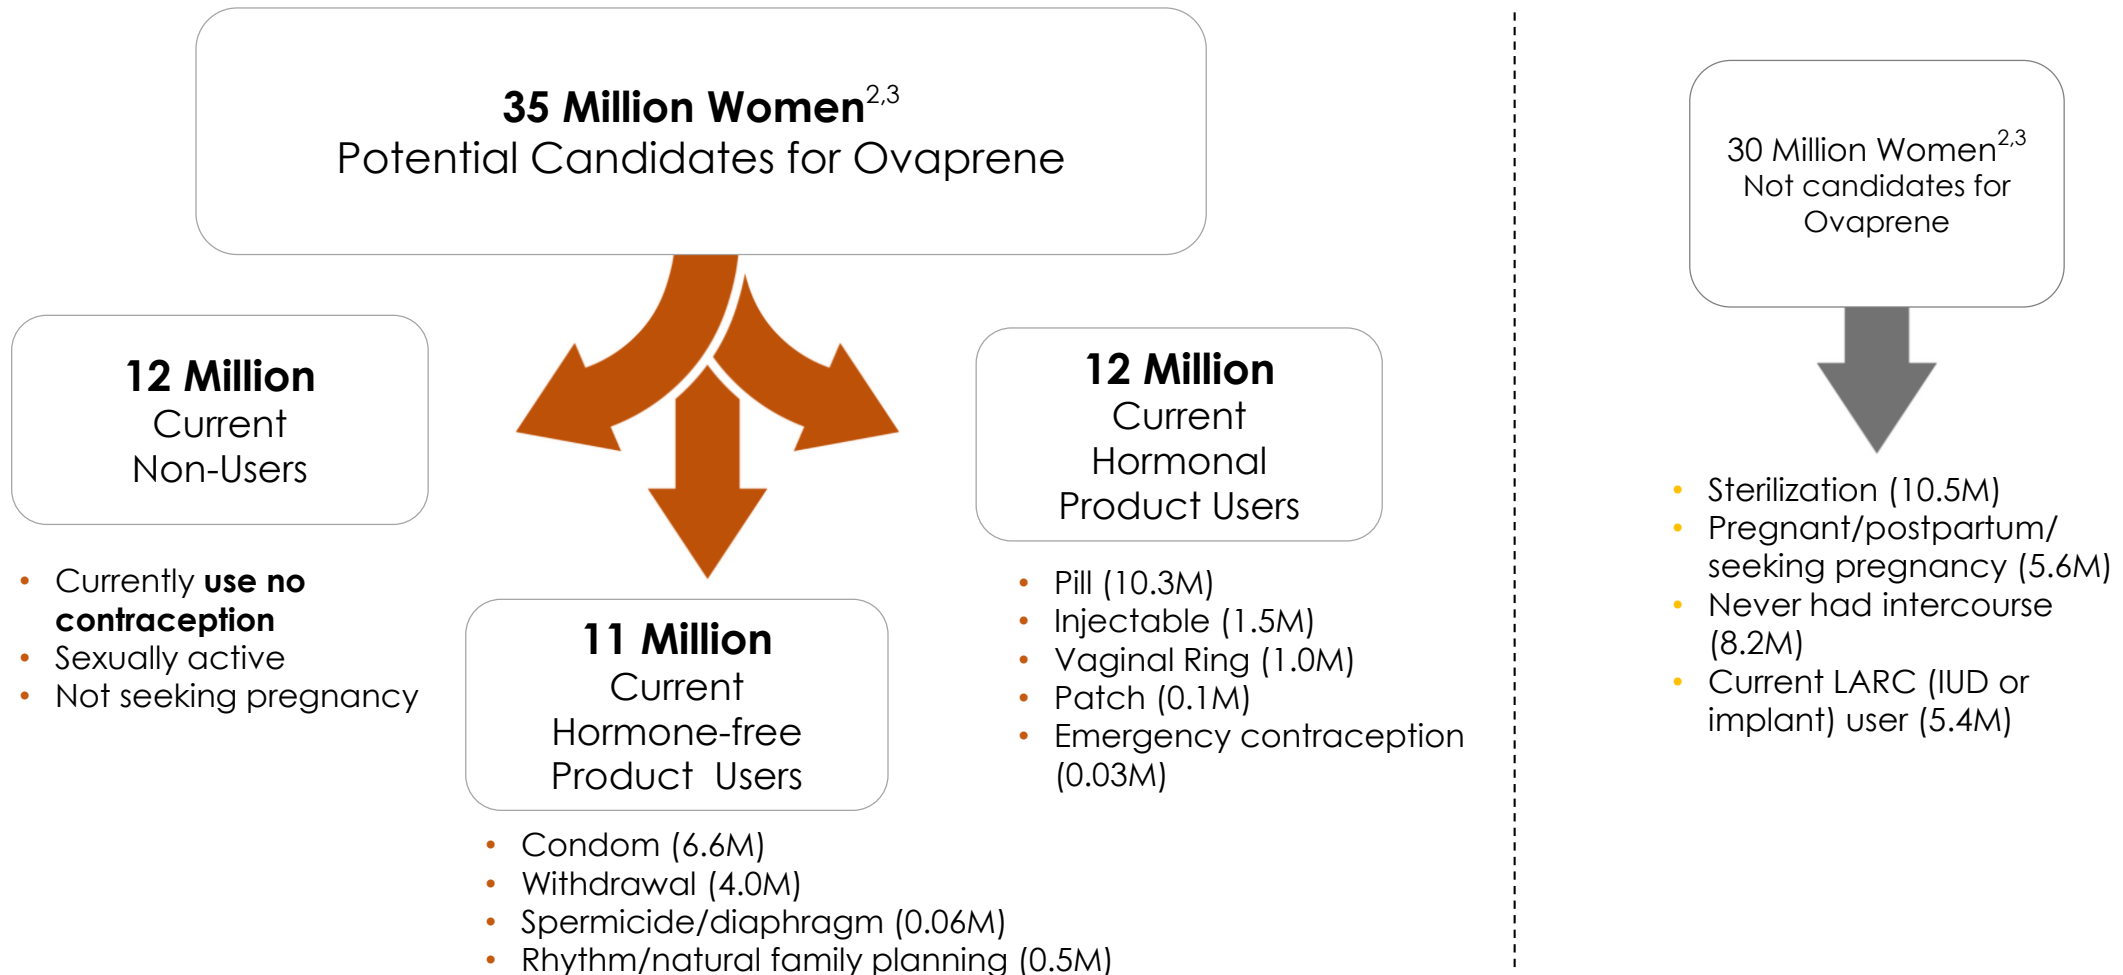 35 Million Women2,3
Potential Candidates for Ovaprene
12 Million
Current
Non-Users
• Currently use no
contraception
• Sexually active
• Not seeking pregnancy
11 Million
Current
Hormone-free
Product Users
• Condom (6.6M)
• Withdrawal (4.0M)
• Spermicide/diaphragm (0.06M)
• Rhythm/natural family planning (0.5M)
12 Million
Current
Hormonal
Product Users
• Pill (10.3M)
• Injectable (1.5M)
• Vaginal Ring (1.0M)
• Patch (0.1M)
• Emergency contraception
(0.03M)
30 Million Women2,3
Not candidates for
Ovaprene
• Sterilization (10.5M)
• Pregnant/postpartum/
seeking pregnancy (5.6M)
• Never had intercourse
(8.2M)
• Current LARC (IUD or
implant) user (5.4M)